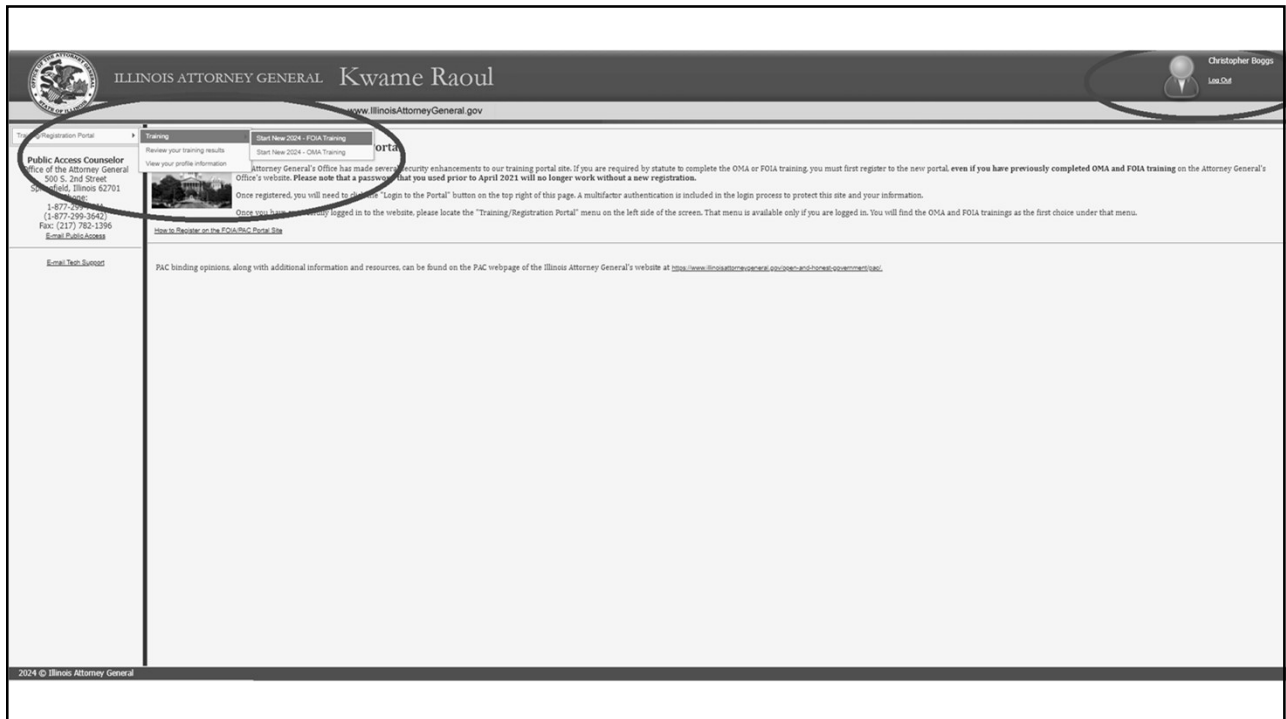 ILLINOIS ATTORNEY GENERAL Kwame Raoul
Christopher Boggs
Log Out
www.IllinoisAttorneyGeneral.gov
Training/Registration Portal
Training
Start New 2024 - FOIA Training
Review your training results
Start New 2024 - OMA Training
View your profile information
Public Access Counselor
Office of the Attorney General
500 S. 2nd Street
Springfield, Illinois 62701
Phone:
(1-877-299-3642)
Fax: (217) 782-1396
E-mail Public Access
E-mail Tech Support
Attorney General's Office has made several security enhancements to our training portal site. If you are required by statute to complete the OMA or FOIA training, you must first register to the new portal, even if you have previously completed OMA and FOIA training on the Attorney General's
Office's website. Please note that a password that you used prior to April 2021 will no longer work without a new registration.
Once registered, you will need to click the "Login to the Portal" button on the top right of this page. A multifactor authentication is included in the login process to protect this site and your information.
Once you have successfully logged in to the website, please locate the "Training/Registration Portal" menu on the left side of the screen. That menu is available only if you are logged in. You will find the OMA and FOIA trainings as the first choice under that menu.
How to Register on the FOIA/PAC Portal Site
PAC binding opinions, along with additional information and resources, can be found on the PAC webpage of the Illinois Attorney General's website at https://www.illinoisattorneygeneral.gov/open-and-honest-government/pac/.
2024 © Illinois Attorney General